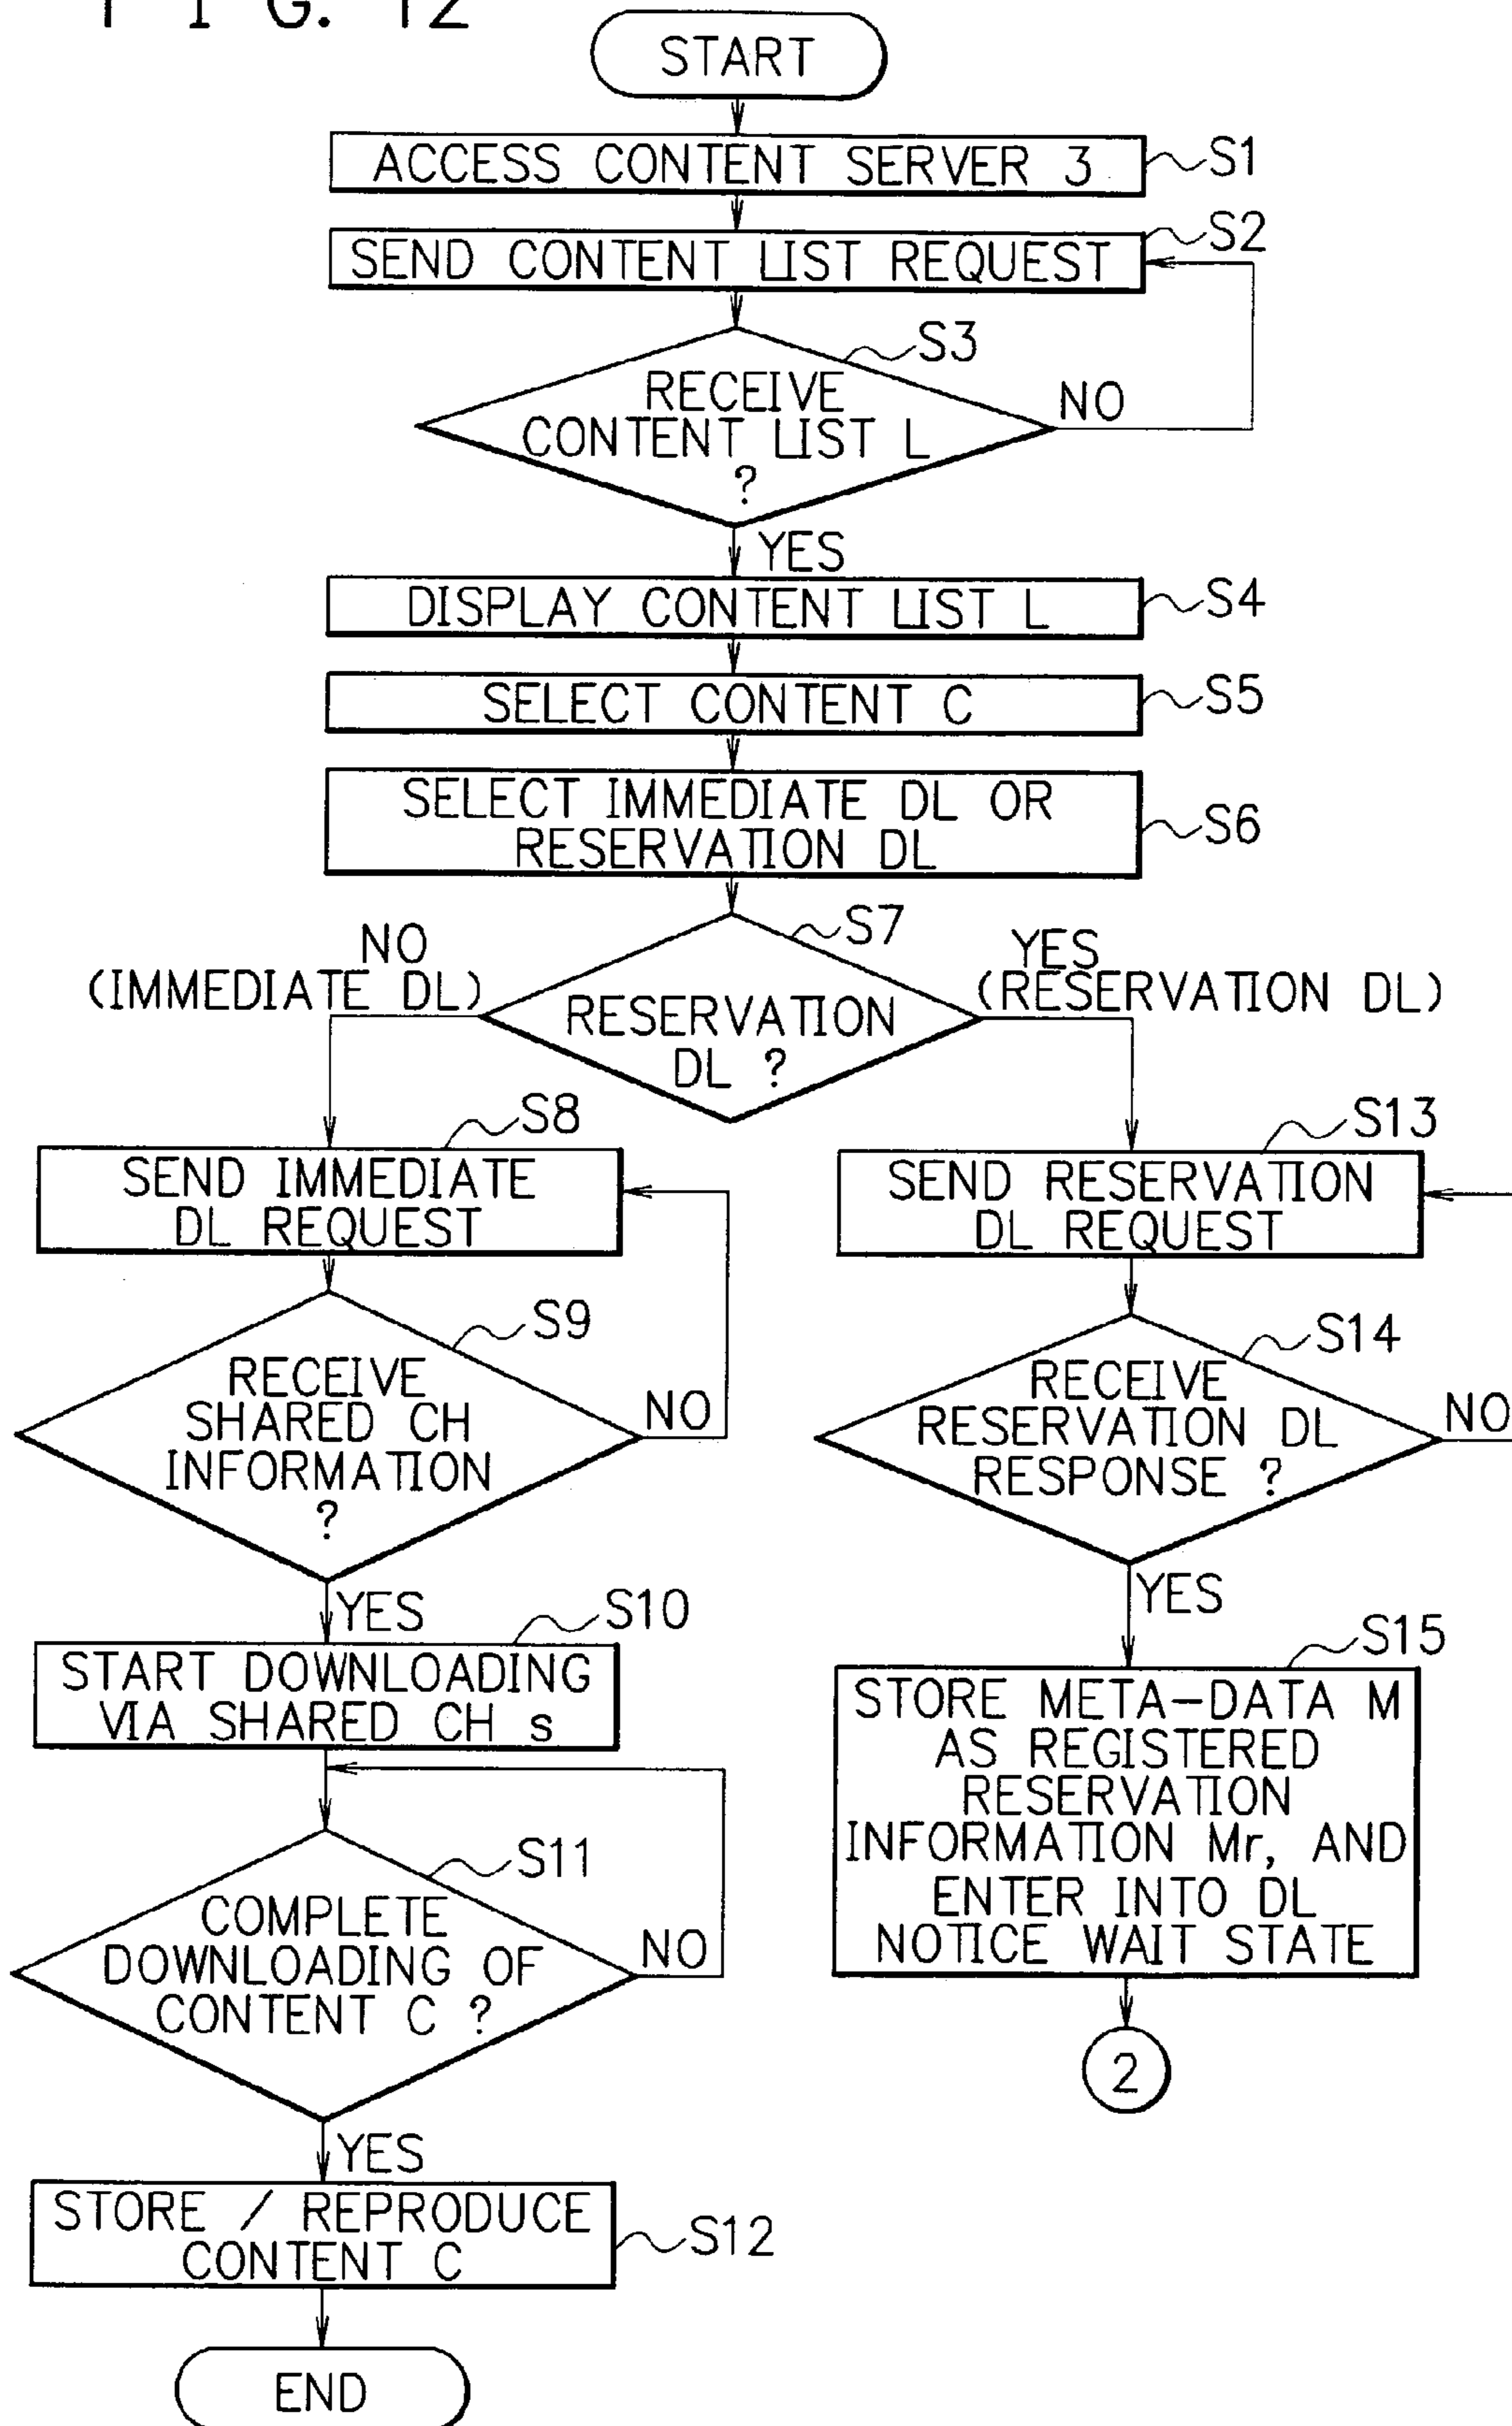 F I G. 12
START
ACCESS CONTENT SERVER 3
S1
SEND CONTENT LIST REQUEST
S2
S3
RECEIVE
CONTENT LIST L
?
NO
YES
DISPLAY CONTENT LIST L
S4
SELECT CONTENT C
S5
SELECT IMMEDIATE DL OR
RESERVATION DL
S6
S7
NO
(IMMEDIATE DL)
YES
(RESERVATION DL)
RESERVATION
DL ?
S8
SEND IMMEDIATE
DL REQUEST
S9
RECEIVE
SHARED CH
INFORMATION
?
NO
YES
S10
START DOWNLOADING
VIA SHARED CH s
S11
COMPLETE
DOWNLOADING OF
CONTENT C ?
NO
YES
STORE / REPRODUCE
CONTENT C
S12
END
S13
SEND RESERVATION
DL REQUEST
S14
RECEIVE
RESERVATION DL
RESPONSE ?
NO
YES
S15
STORE META-DATA M
AS REGISTERED
RESERVATION
INFORMATION Mr, AND
ENTER INTO DL
NOTICE WAIT STATE
2